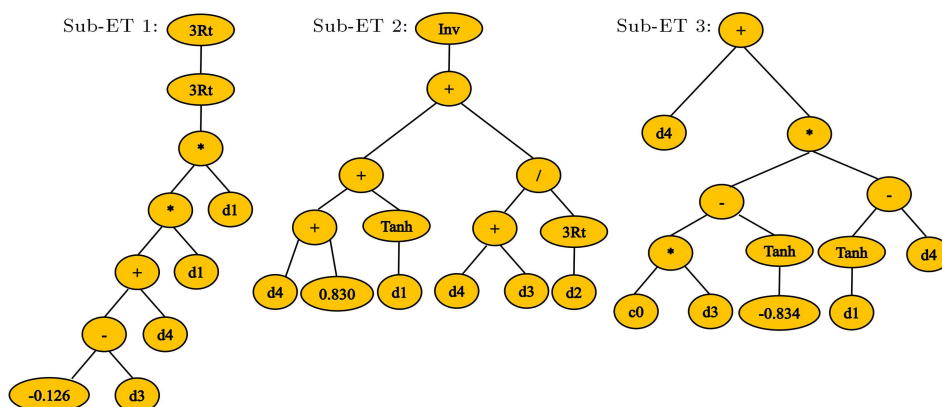 Sub-ET 1: 3Rt
3Rt
*
* d1
+ d1
- d4
-0.126 d3
Sub-ET 2: Inv
+
+ /
+ Tanh + 3Rt
d4 0.830 d1 d4 d3 d2
Sub-ET 3: +
d4 *
- -
* Tanh Tanh d4
c0 d3 -0.834 d1